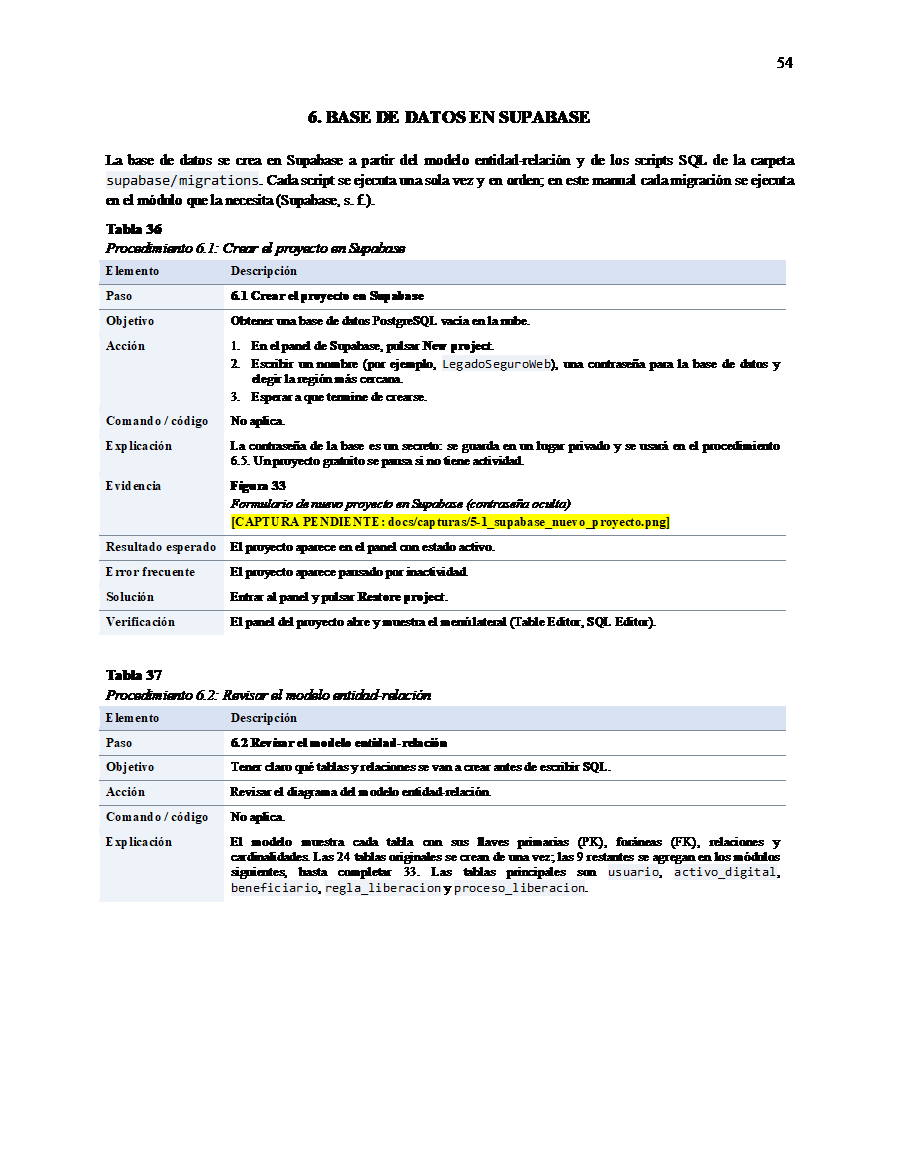 54
6. BASE DE DATOS EN SUPABASE
La base de datos se crea en Supabase a partir del modelo entidad-relación y de los scripts SQL de la carpeta
supabase/migrations. Cada script se ejecuta una sola vez y en orden; en este manual cada migración se ejecuta
en el módulo que la necesita (Supabase, s. f.).
Tabla 36
Procedimiento 6.1: Crear el proyecto en Supabase
Elemento Descripción
Paso 6.1 Crear el proyecto en Supabase
Objetivo Obtener una base de datos PostgreSQL vacía en la nube.
Acción 1. En el panel de Supabase, pulsar New project.
2. Escribir un nombre (por ejemplo, LegadoSeguroWeb), una contraseña para la base de datos y
elegir la región más cercana.
3. Esperar a que termine de crearse.
Comando / código No aplica.
Explicación La contraseña de la base es un secreto: se guarda en un lugar privado y se usará en el procedimiento
6.5. Un proyecto gratuito se pausa si no tiene actividad.
Evidencia Figura 33
Formulario de nuevo proyecto en Supabase (contraseña oculta)
[CAPTURA PENDIENTE: docs/capturas/5-1_supabase_nuevo_proyecto.png]
Resultado esperado El proyecto aparece en el panel con estado activo.
Error frecuente El proyecto aparece pausado por inactividad.
Solución Entrar al panel y pulsar Restore project.
Verificación El panel del proyecto abre y muestra el menú lateral (Table Editor, SQL Editor).
Tabla 37
Procedimiento 6.2: Revisar el modelo entidad-relación
Elemento Descripción
Paso 6.2 Revisar el modelo entidad-relación
Objetivo Tener claro qué tablas y relaciones se van a crear antes de escribir SQL.
Acción Revisar el diagrama del modelo entidad-relación.
Comando / código No aplica.
Explicación El modelo muestra cada tabla con sus llaves primarias (PK), foráneas (FK), relaciones y
cardinalidades. Las 24 tablas originales se crean de una vez; las 9 restantes se agregan en los módulos
siguientes, hasta completar 33. Las tablas principales son usuario, activo_digital,
beneficiario, regla_liberacion y proceso_liberacion.